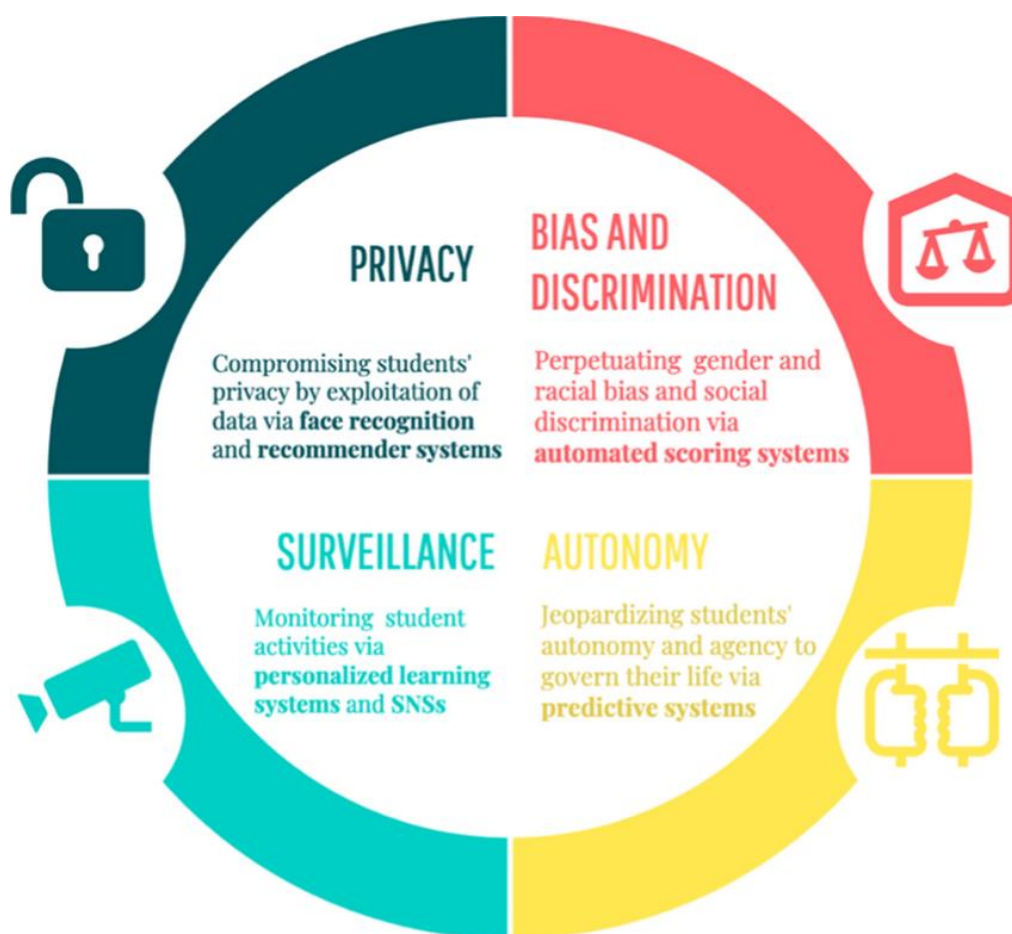 PRIVACY
Compromising students'
privacy by exploitation of
data via face recognition
and recommender systems
BIAS AND
DISCRIMINATION
Perpetuating gender and
racial bias and social
discrimination via
automated scoring systems
SURVEILLANCE
Monitoring student
activities via
personalized learning
systems and SNSs
AUTONOMY
Jeopardizing students'
autonomy and agency to
govern their life via
predictive systems